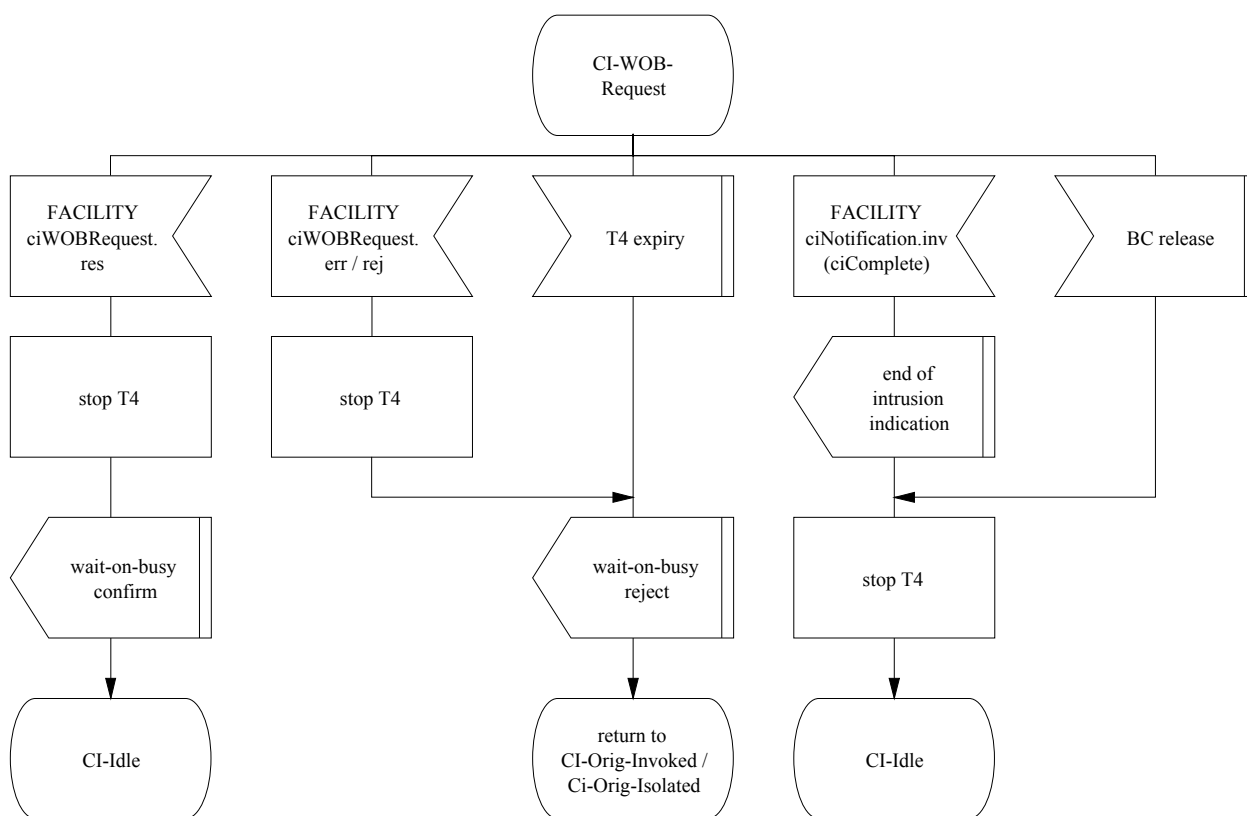 CI-WOB-
Request
FACILITY
ciWOBRequest.
res
FACILITY
ciWOBRequest.
err / rej
T4 expiry
FACILITY
ciNotification.inv
(ciComplete)
BC release
stop T4
stop T4
end of
intrusion
indication
wait-on-busy
confirm
wait-on-busy
reject
stop T4
CI-Idle
return to
CI-Orig-Invoked /
Ci-Orig-Isolated
CI-Idle